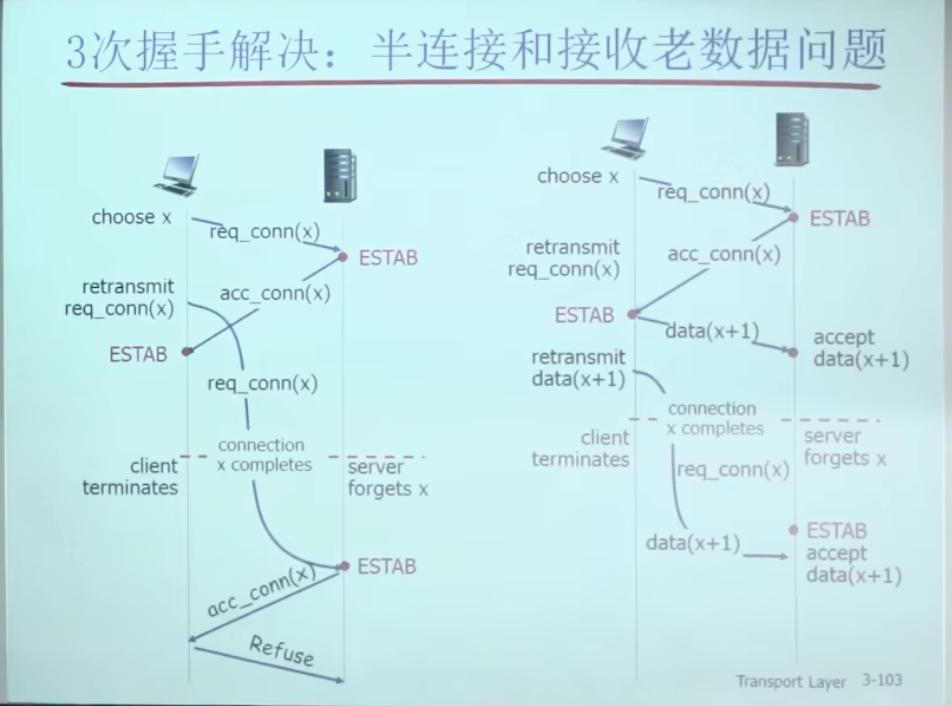 3次握手解决：半连接和接收老数据问题
choose x
req_conn(x)
ESTAB
retransmit
req_conn(x)
acc_conn(x)
ESTAB
req_conn(x)
connection
x completes
client
terminates
server
forgets x
ESTAB
acc_conn(x)
Refuse
choose x
req_conn(x)
ESTAB
retransmit
req_conn(x)
acc_conn(x)
ESTAB
data(x+1)
accept
data(x+1)
retransmit
data(x+1)
connection
x completes
client
terminates
server
forgets x
req_conn(x)
data(x+1)
ESTAB
accept
data(x+1)
Transport Layer 3-103